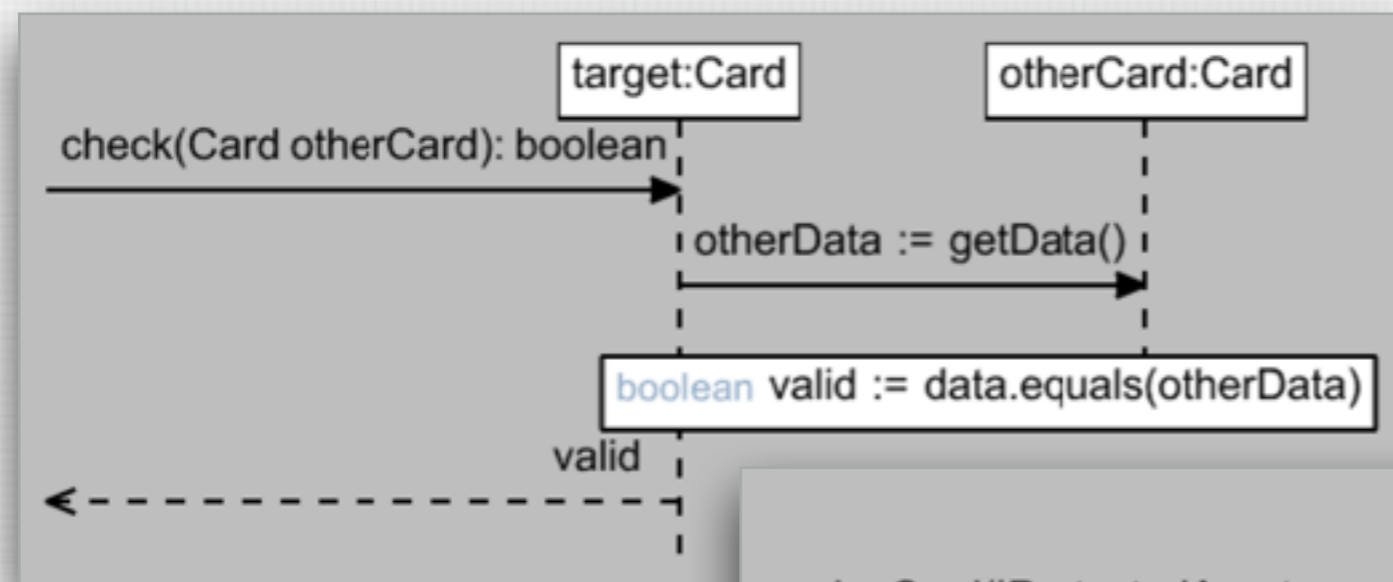 target:Card
otherCard:Card
check(Card otherCard): boolean
otherData := getData()
boolean valid := data.equals(otherData)
valid